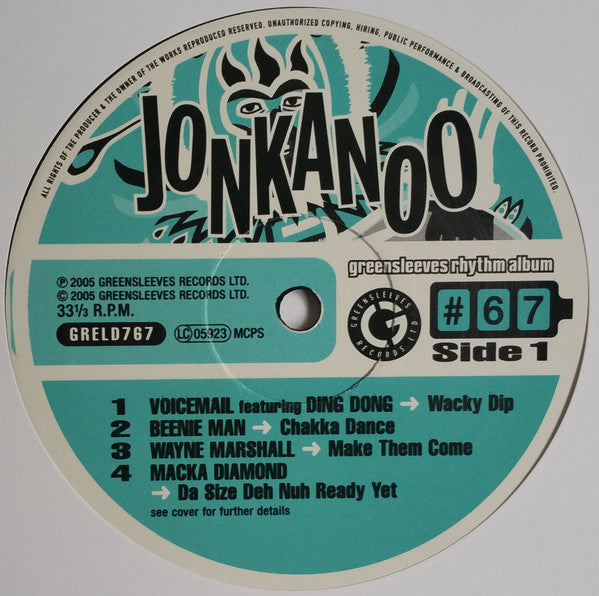 ALL RIGHTS OF THE PRODUCER & THE OWNER OF THE WORKS REPRODUCED RESERVED. UNAUTHORIZED COPYING, HIRING, PUBLIC PERFORMANCE & BROADCASTING OF THIS RECORD PROHIBITED.
JONKANOO
greensleeves rhythm album
℗ 2005 GREENSLEEVES RECORDS LTD.
© 2005 GREENSLEEVES RECORDS LTD.
33⅓ R.P.M.
GRELD767 LC 05923 MCPS
GREENSLEEVES RECORDS LTD
G
#67
Side 1
1 VOICEMAIL featuring DING DONG → Wacky Dip
2 BEENIE MAN → Chakka Dance
3 WAYNE MARSHALL → Make Them Come
4 MACKA DIAMOND
→ Da Size Deh Nuh Ready Yet
see cover for further details